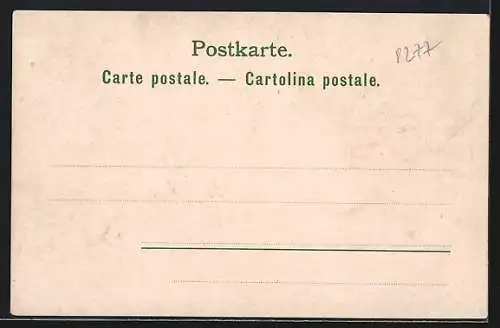 Postkarte.
8277
Carte postale. — Cartolina postale.